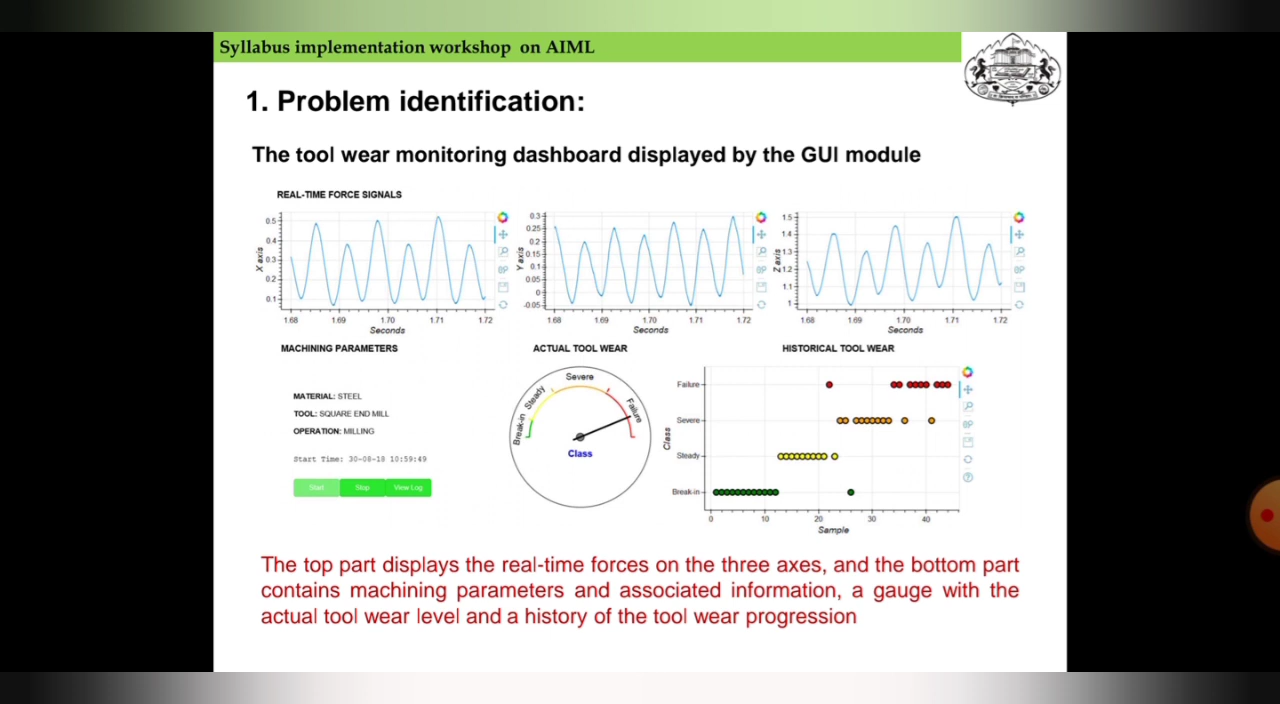 Syllabus implementation workshop on AIML
1. Problem identification:
The tool wear monitoring dashboard displayed by the GUI module
REAL-TIME FORCE SIGNALS
X axis
0.5
0.4
0.3
0.2
0.1
1.68 1.69 1.70 1.71 1.72
Seconds
Y axis
0.3
0.25
0.2
0.15
0.1
0.05
0
-0.05
1.68 1.69 1.70 1.71 1.72
Seconds
Z axis
1.5
1.4
1.3
1.2
1.1
1
1.68 1.69 1.70 1.71 1.72
Seconds
MACHINING PARAMETERS
MATERIAL: STEEL
TOOL: SQUARE END MILL
OPERATION: MILLING
Start Time: 30-08-18 10:59:49
Start Stop View Log
ACTUAL TOOL WEAR
Break-in Steady Severe Failure
Class
HISTORICAL TOOL WEAR
Class
Failure
Severe
Steady
Break-in
0 10 20 30 40
Sample
The top part displays the real-time forces on the three axes, and the bottom part
contains machining parameters and associated information, a gauge with the
actual tool wear level and a history of the tool wear progression